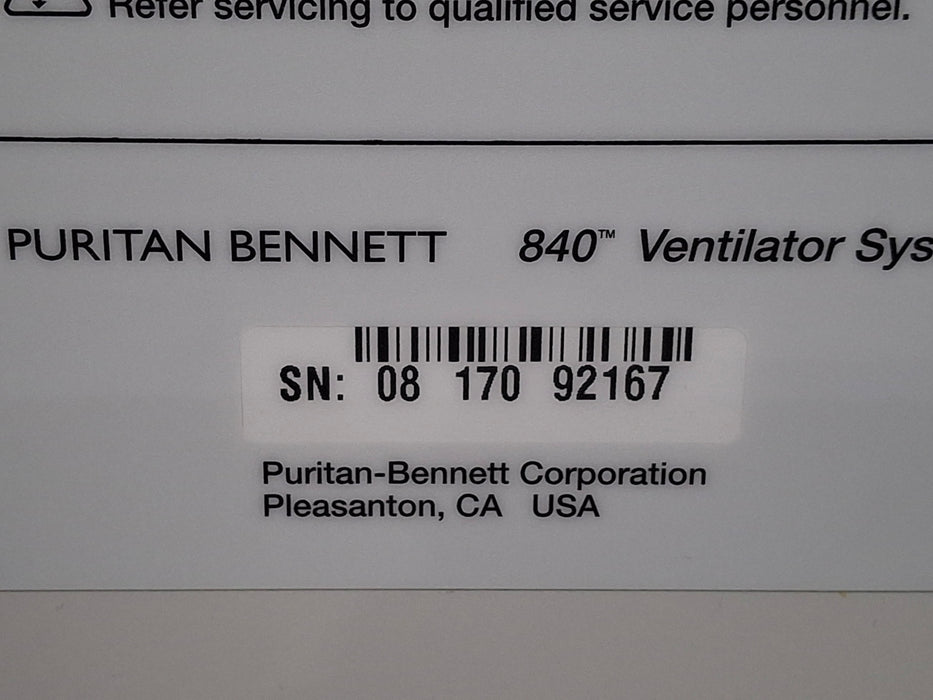 Refer servicing to qualified service personnel.
PURITAN BENNETT 840™ Ventilator Sys
SN: 08 170 92167
Puritan-Bennett Corporation
Pleasanton, CA USA